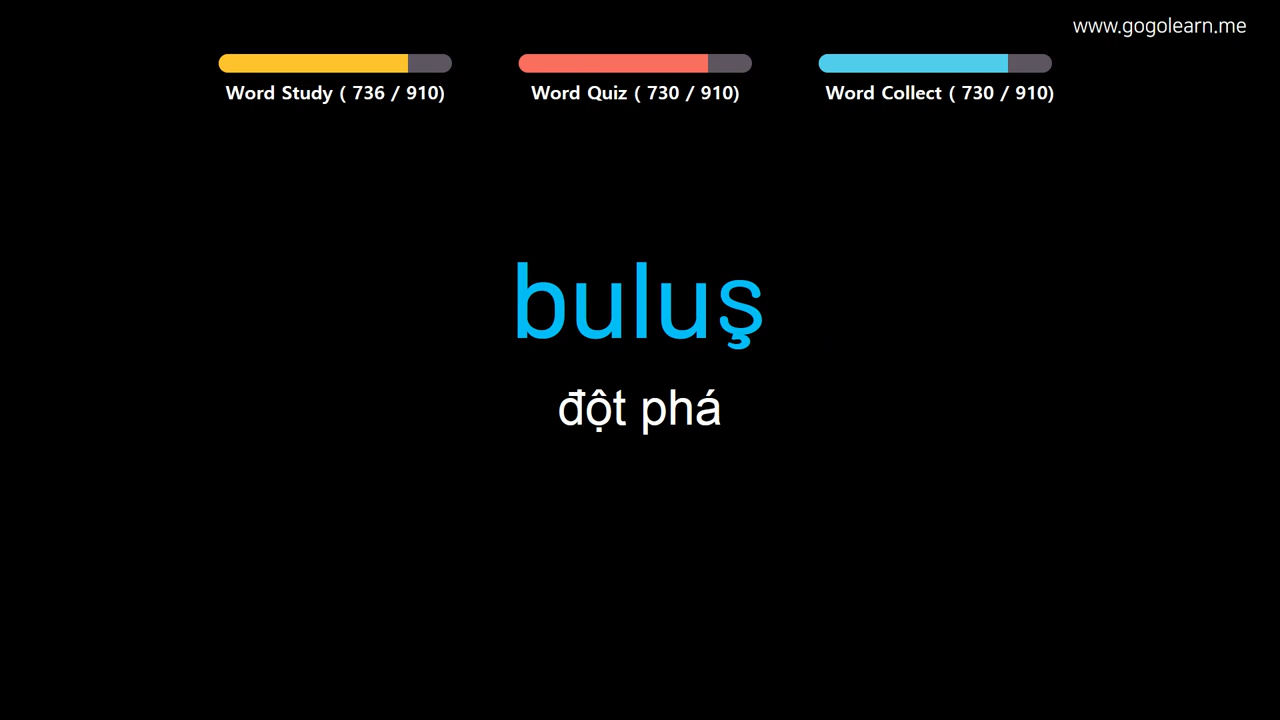 www.gogolearn.me
Word Study ( 736 / 910)
Word Quiz ( 730 / 910)
Word Collect ( 730 / 910)
buluş
đột phá